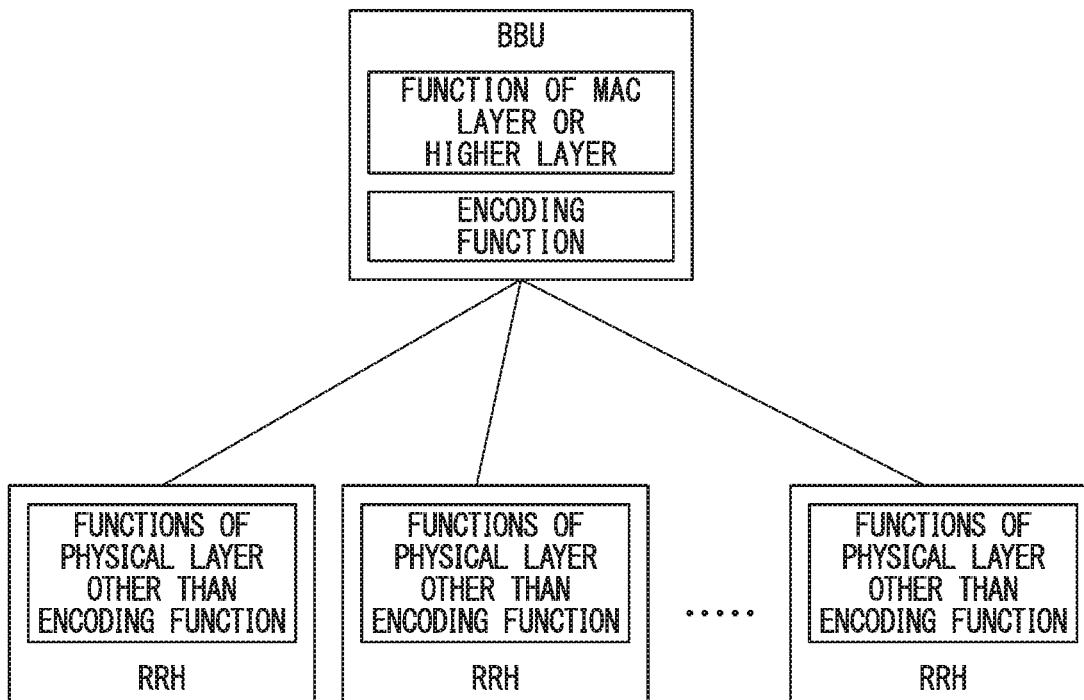 BBU
FUNCTION OF MAC
LAYER OR
HIGHER LAYER
ENCODING
FUNCTION
FUNCTIONS OF
PHYSICAL LAYER
OTHER THAN
ENCODING FUNCTION
RRH
FUNCTIONS OF
PHYSICAL LAYER
OTHER THAN
ENCODING FUNCTION
RRH
.....
FUNCTIONS OF
PHYSICAL LAYER
OTHER THAN
ENCODING FUNCTION
RRH